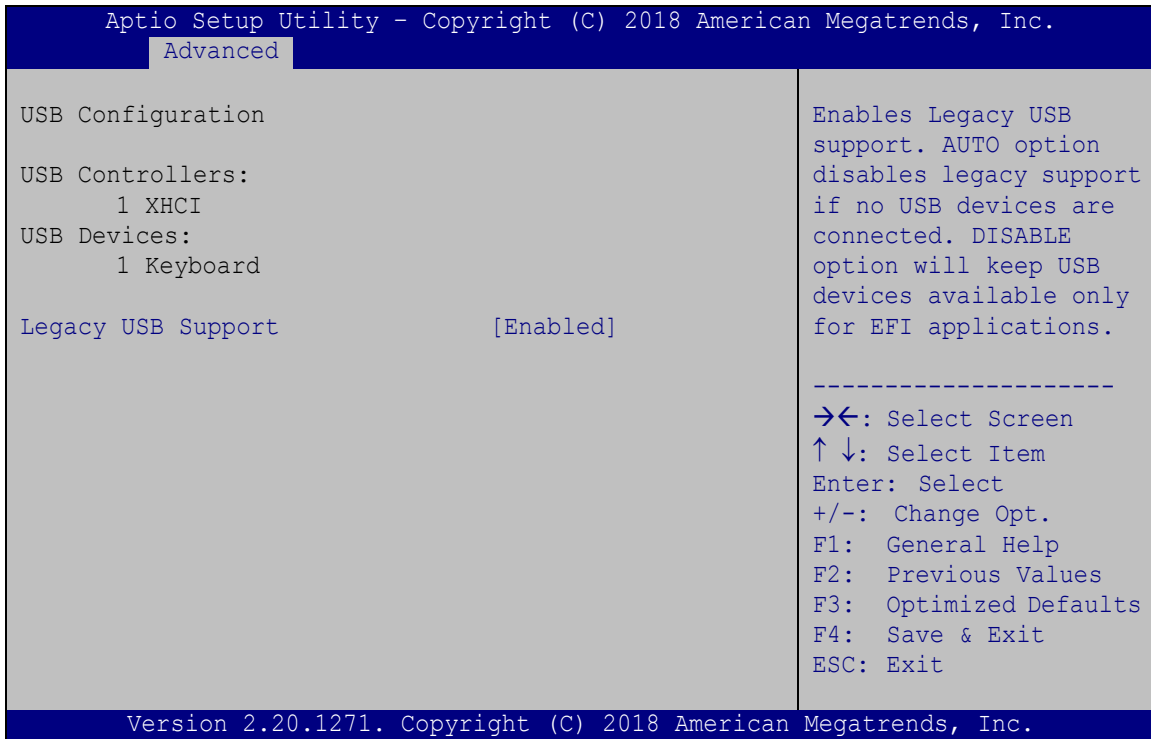 Aptio Setup Utility – Copyright (C) 2018 American Megatrends, Inc.
Advanced
USB Configuration
USB Controllers:
1 XHCI
USB Devices:
1 Keyboard
Legacy USB Support [Enabled]
Enables Legacy USB
support. AUTO option
disables legacy support
if no USB devices are
connected. DISABLE
option will keep USB
devices available only
for EFI applications.
---------------------
→←: Select Screen
↑ ↓: Select Item
Enter: Select
+/-: Change Opt.
F1: General Help
F2: Previous Values
F3: Optimized Defaults
F4: Save & Exit
ESC: Exit
Version 2.20.1271. Copyright (C) 2018 American Megatrends, Inc.